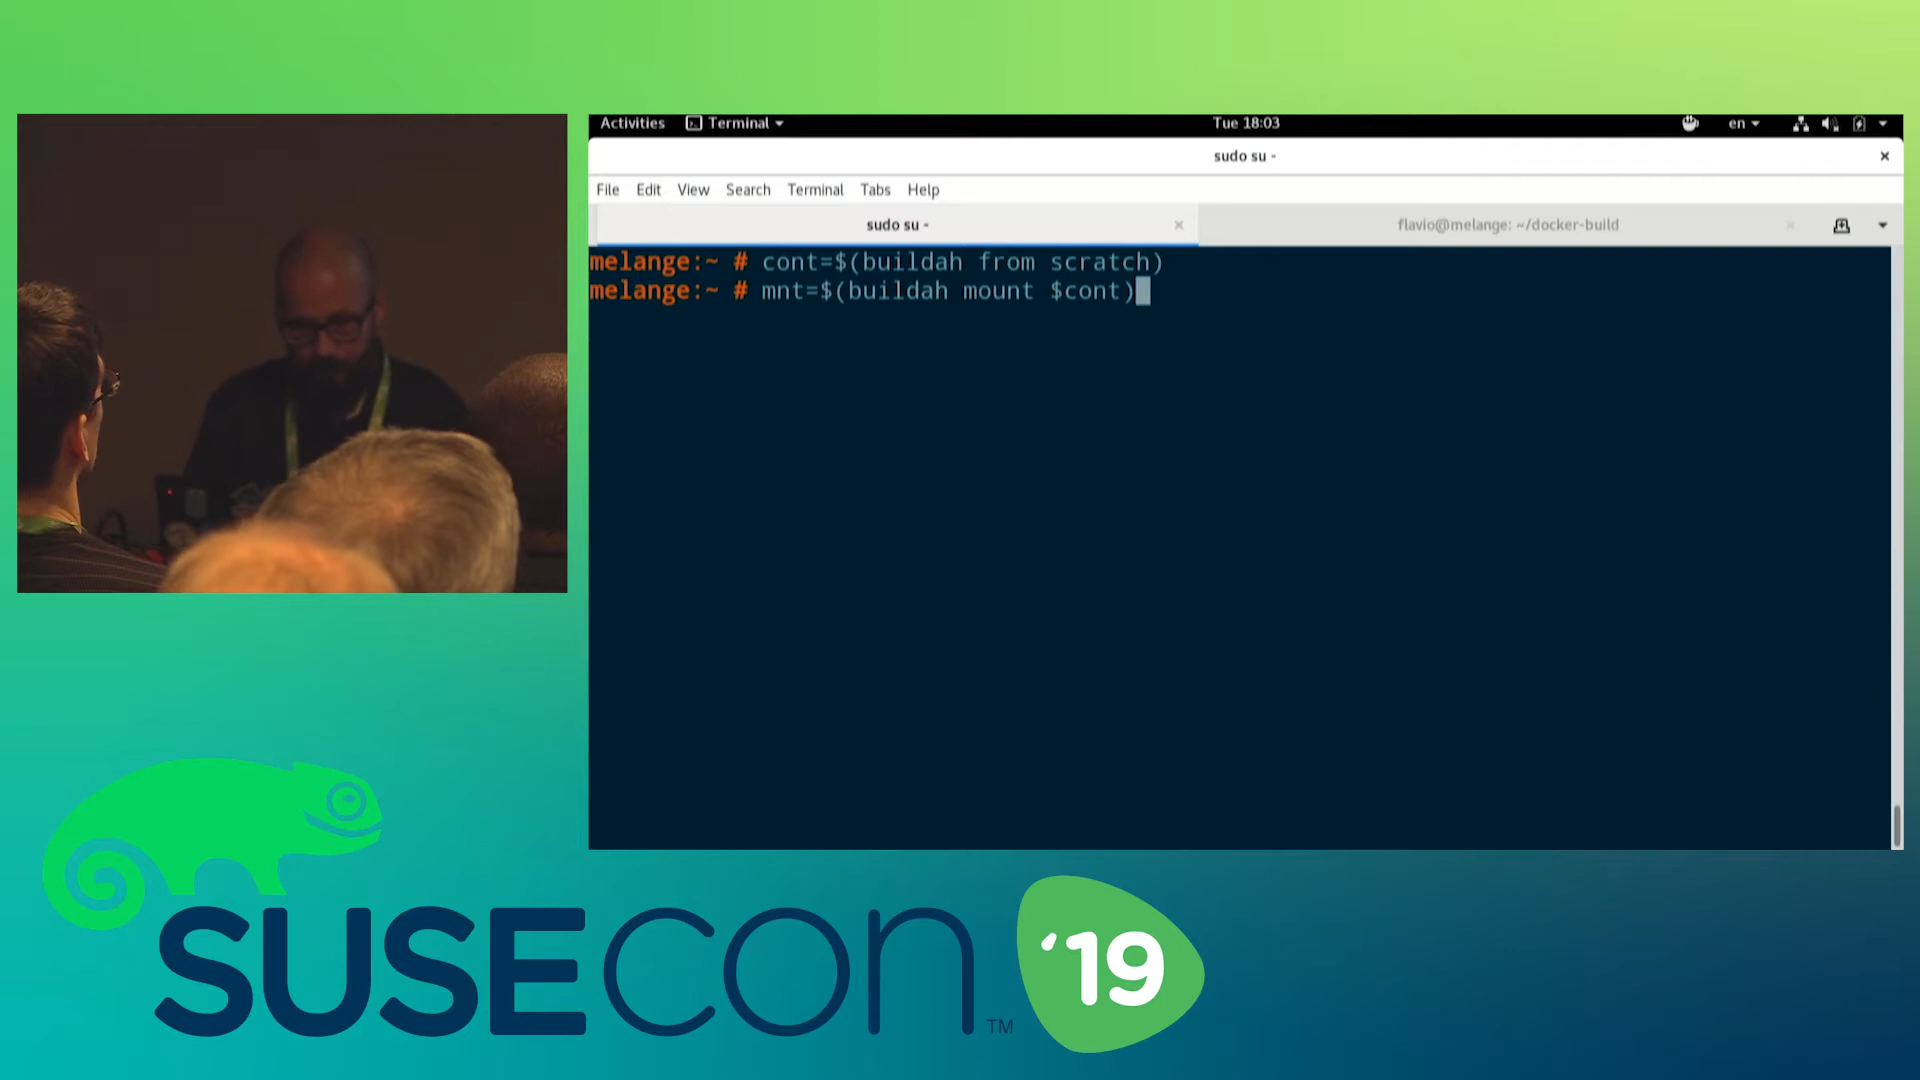 Activities Terminal Tue 18:03 en
sudo su -
File Edit View Search Terminal Tabs Help
sudo su - flavio@melange: ~/docker-build
melange:~ # cont=$(buildah from scratch)
melange:~ # mnt=$(buildah mount $cont)
SUSECON TM '19